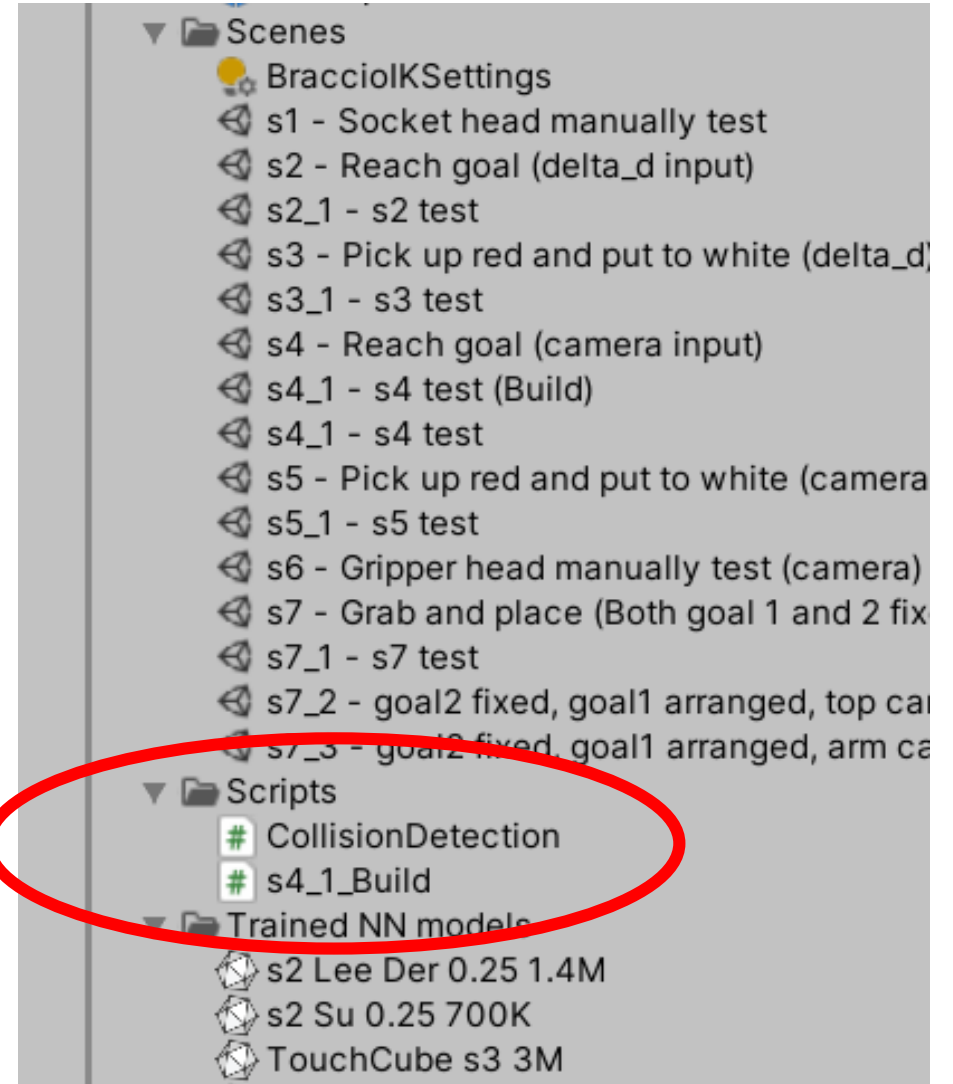 Scenes
BraccioIKSettings
s1 - Socket head manually test
s2 - Reach goal (delta_d input)
s2_1 - s2 test
s3 - Pick up red and put to white (delta_d)
s3_1 - s3 test
s4 - Reach goal (camera input)
s4_1 - s4 test (Build)
s4_1 - s4 test
s5 - Pick up red and put to white (camera
s5_1 - s5 test
s6 - Gripper head manually test (camera)
s7 - Grab and place (Both goal 1 and 2 fix
s7_1 - s7 test
s7_2 - goal2 fixed, goal1 arranged, top ca
s7_3 - goal2 fixed, goal1 arranged, arm ca
Scripts
# CollisionDetection
# s4_1_Build
Trained NN models
s2 Lee Der 0.25 1.4M
s2 Su 0.25 700K
TouchCube s3 3M